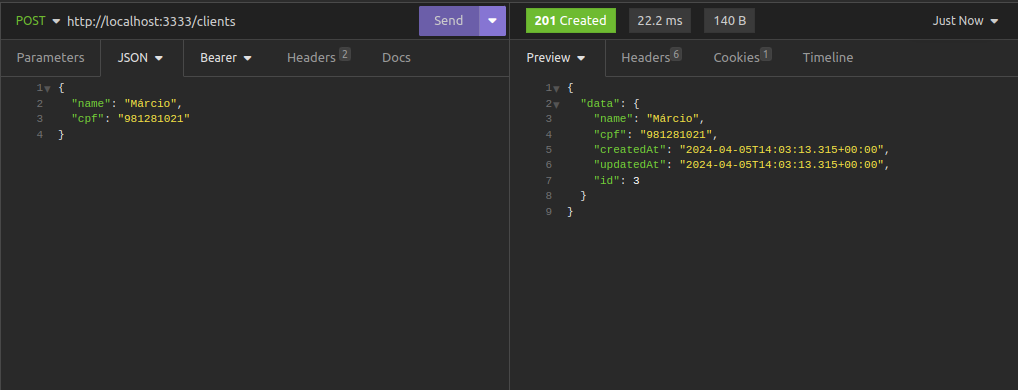 POST http://localhost:3333/clients Send 201 Created 22.2 ms 140 B Just Now
Parameters JSON Bearer Headers 2 Docs Preview Headers 6 Cookies 1 Timeline
1 {
2 "name": "Márcio",
3 "cpf": "981281021"
4 }
1 {
2 "data": {
3 "name": "Márcio",
4 "cpf": "981281021",
5 "createdAt": "2024-04-05T14:03:13.315+00:00",
6 "updatedAt": "2024-04-05T14:03:13.315+00:00",
7 "id": 3
8 }
9 }